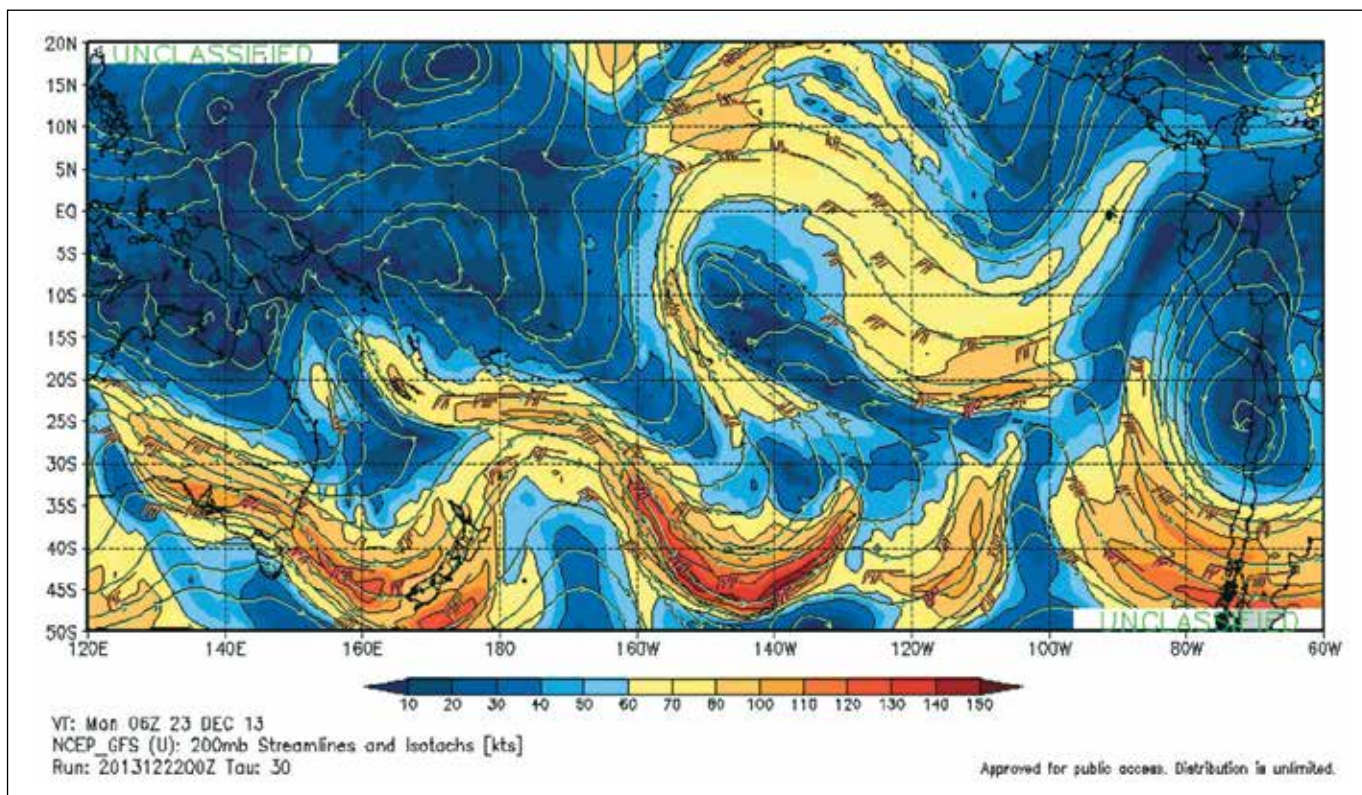 UNCLASSIFIED
20N
15N
10N
5N
EQ
5S
10S
15S
20S
25S
30S
35S
40S
45S
50S
UNCLASSIFIED
120E 140E 160E 180 160W 140W 120W 100W 80W 60W
10 20 30 40 50 60 70 80 90 100 110 120 130 140 150
VT: Mon 06Z 23 DEC 13
NCEP_GFS (U): 200mb Streamlines and Isotachs [kts]
Run: 2013122200Z Tau: 30
Approved for public access. Distribution is unlimited.